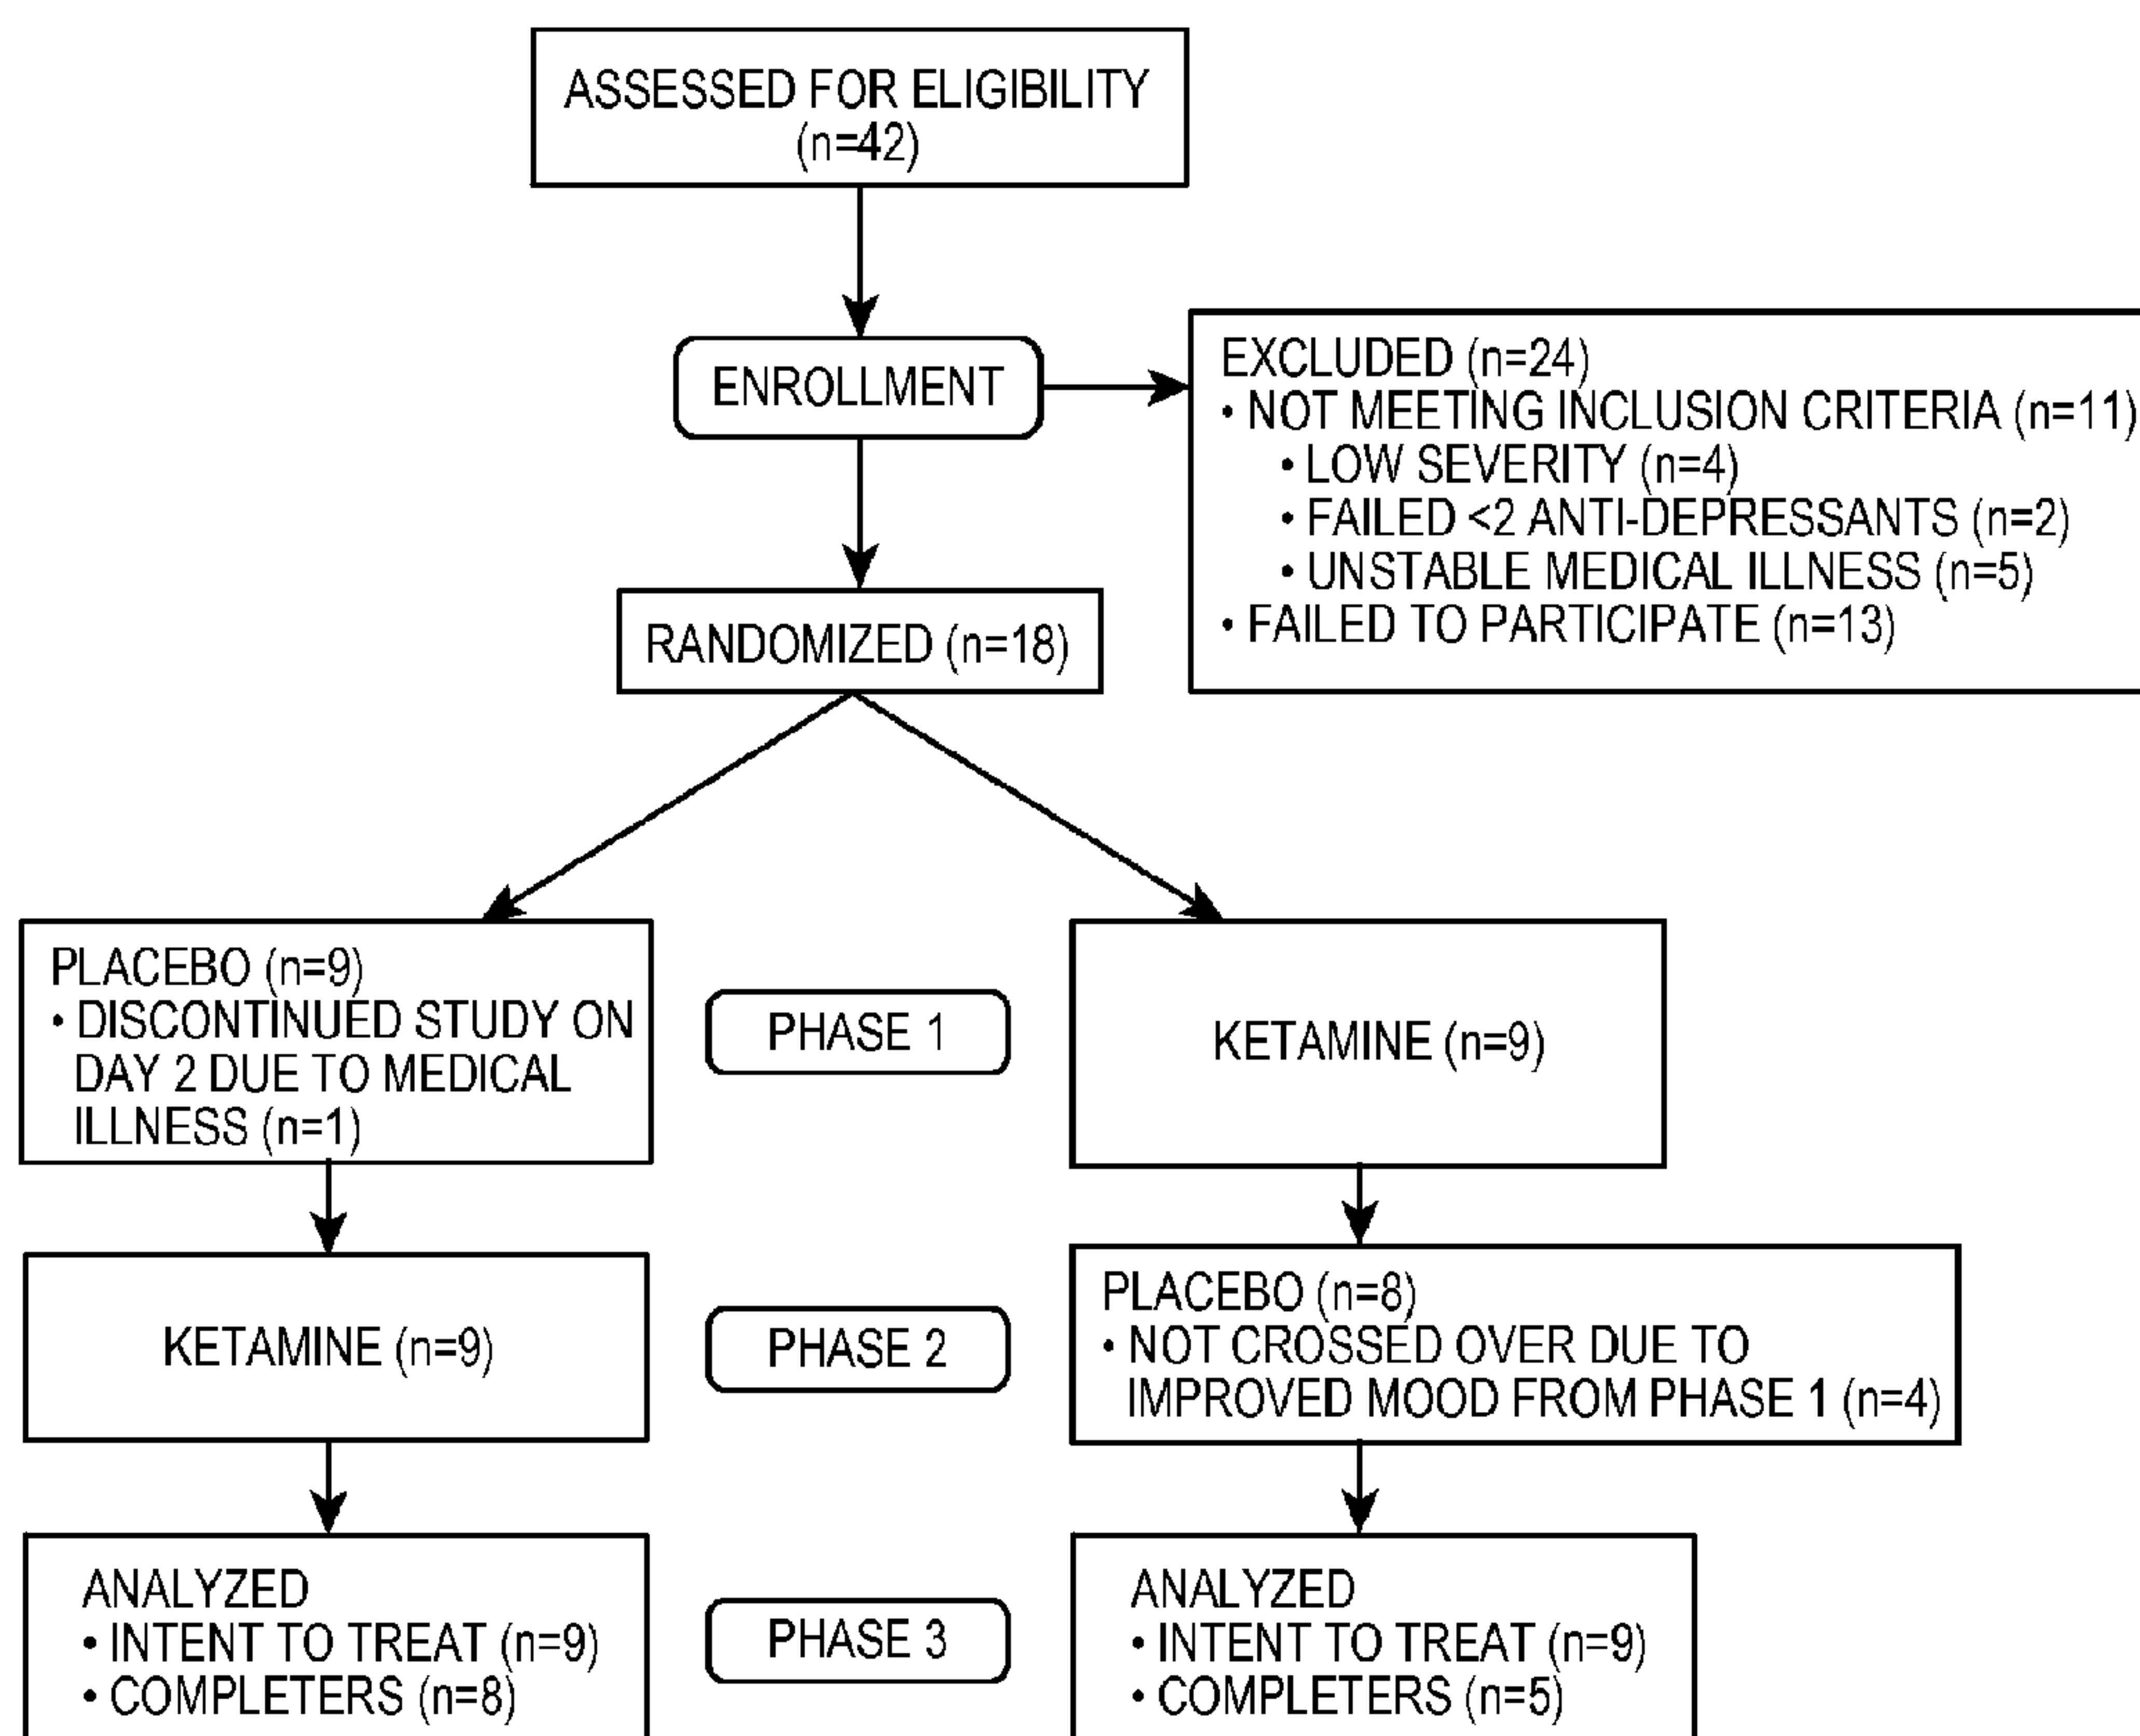 ASSESSED FOR ELIGIBILITY
(n=42)
ENROLLMENT
EXCLUDED (n=24)
• NOT MEETING INCLUSION CRITERIA (n=11)
• LOW SEVERITY (n=4)
• FAILED <2 ANTI-DEPRESSANTS (n=2)
• UNSTABLE MEDICAL ILLNESS (n=5)
• FAILED TO PARTICIPATE (n=13)
RANDOMIZED (n=18)
PLACEBO (n=9)
• DISCONTINUED STUDY ON
DAY 2 DUE TO MEDICAL
ILLNESS (n=1)
PHASE 1
KETAMINE (n=9)
KETAMINE (n=9)
PHASE 2
PLACEBO (n=8)
• NOT CROSSED OVER DUE TO
IMPROVED MOOD FROM PHASE 1 (n=4)
ANALYZED
• INTENT TO TREAT (n=9)
• COMPLETERS (n=8)
PHASE 3
ANALYZED
• INTENT TO TREAT (n=9)
• COMPLETERS (n=5)